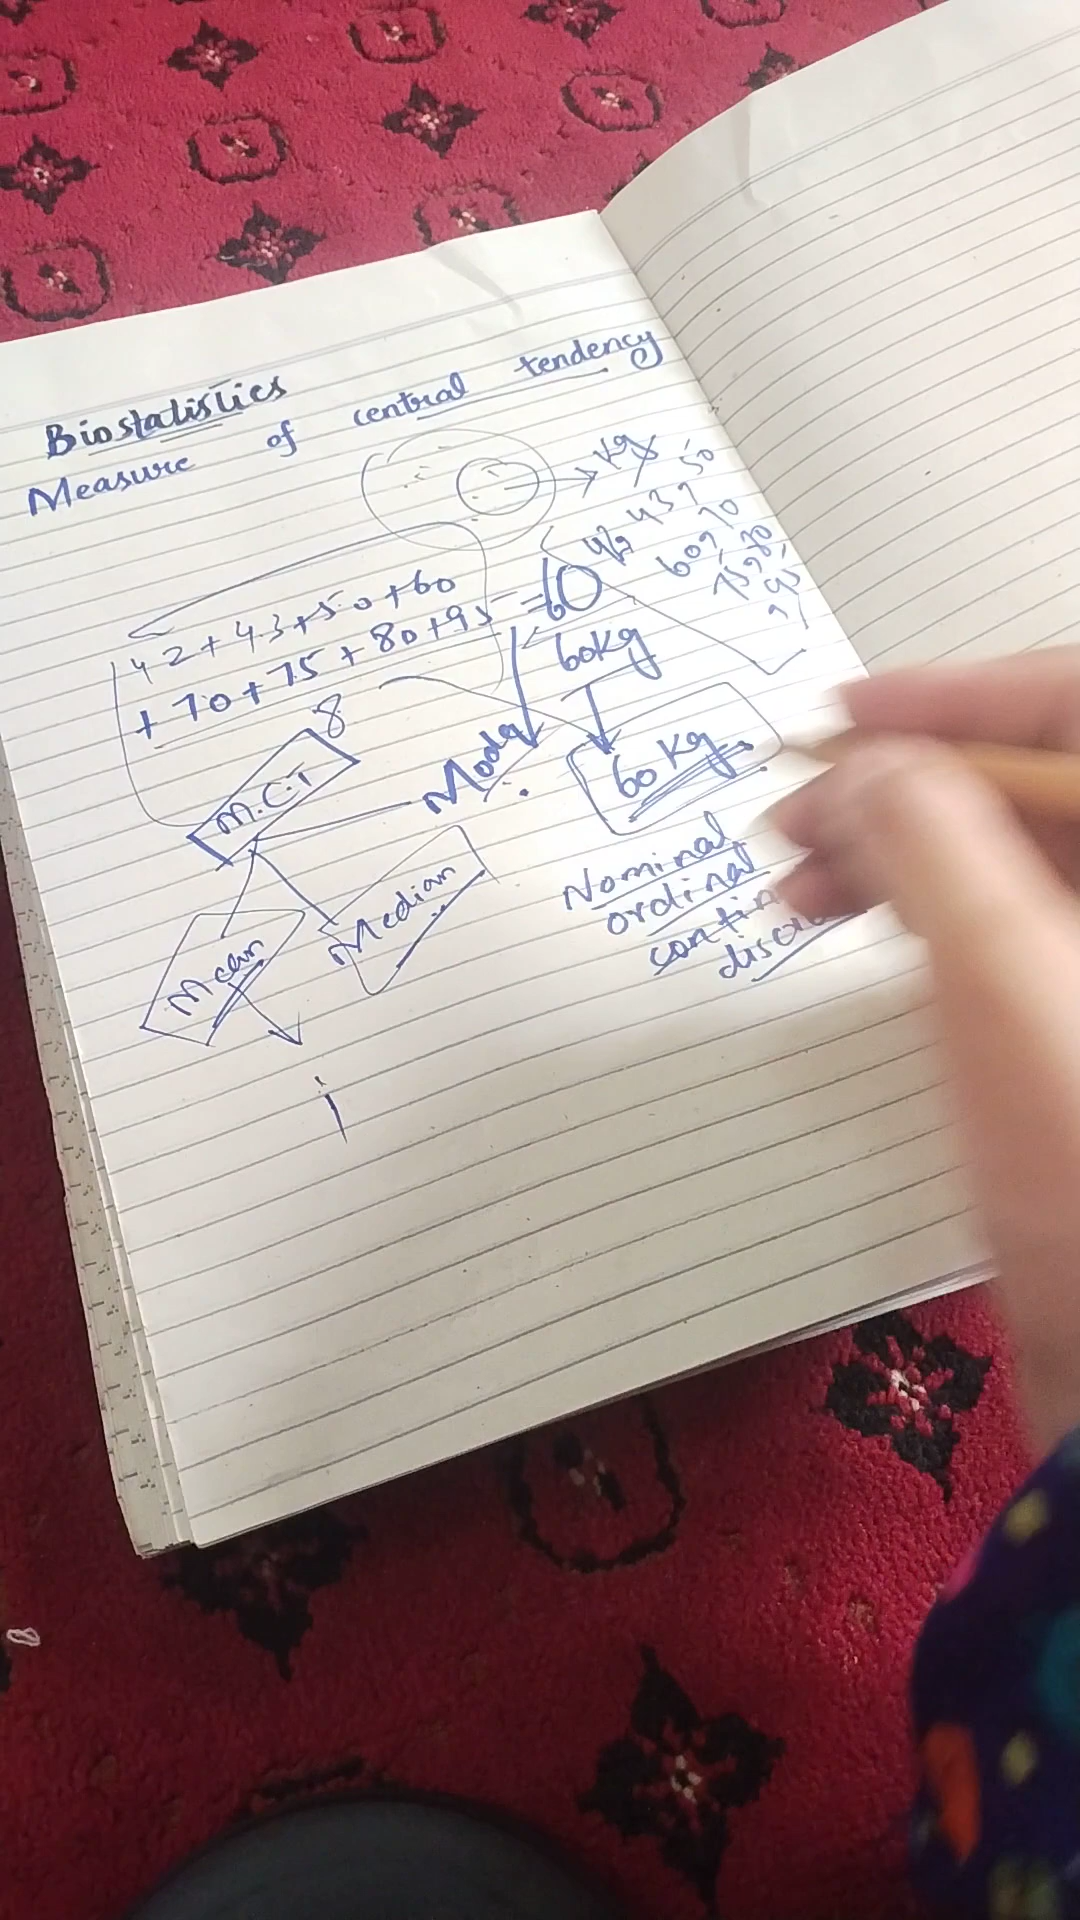 Biostatistics
Measure of central tendency
Kg
42, 43, 50
60, 70
75, 80,
95
42+43+50+60
+70+75+80+95 = 60
8
60kg
60 Kg
M.C.T
Mode
Mean
Median
Nominal
ordinal